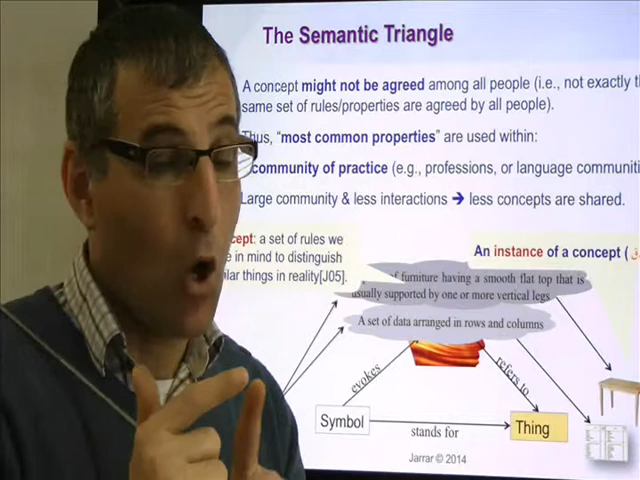 The Semantic Triangle
A concept might not be agreed among all people (i.e., not exactly
same set of rules/properties are agreed by all people).
Thus, "most common properties" are used within:
community of practice (e.g., professions, or language
Large community & less interactions → less concepts are shared.
a set of rules we
in mind to distinguish
things in reality[J05].
An instance of a concept (
furniture having a smooth flat top that is
usually supported by one or more vertical legs
A set of data arranged in rows and columns
evokes
refers to
Symbol
stands for
Thing
Jarrar © 2014